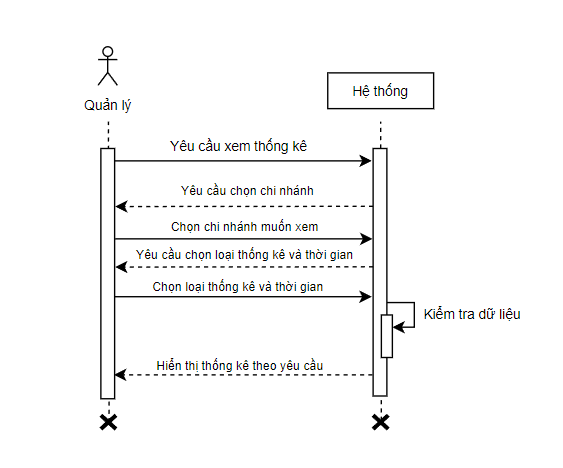 Quản lý
Hệ thống
Yêu cầu xem thống kê
Yêu cầu chọn chi nhánh
Chọn chi nhánh muốn xem
Yêu cầu chọn loại thống kê và thời gian
Chọn loại thống kê và thời gian
Kiểm tra dữ liệu
Hiển thị thống kê theo yêu cầu